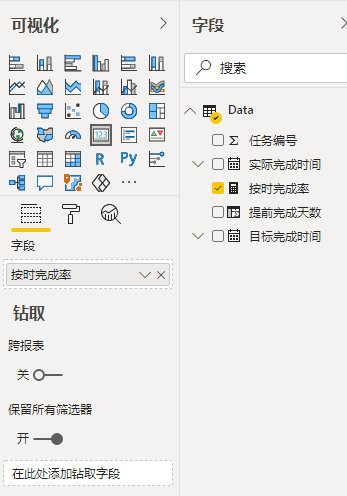 可视化
字段
搜索
Data
任务编号
实际完成时间
按时完成率
提前完成天数
目标完成时间
123
R
Py
字段
按时完成率
钻取
跨报表
关
保留所有筛选器
开
在此处添加钻取字段